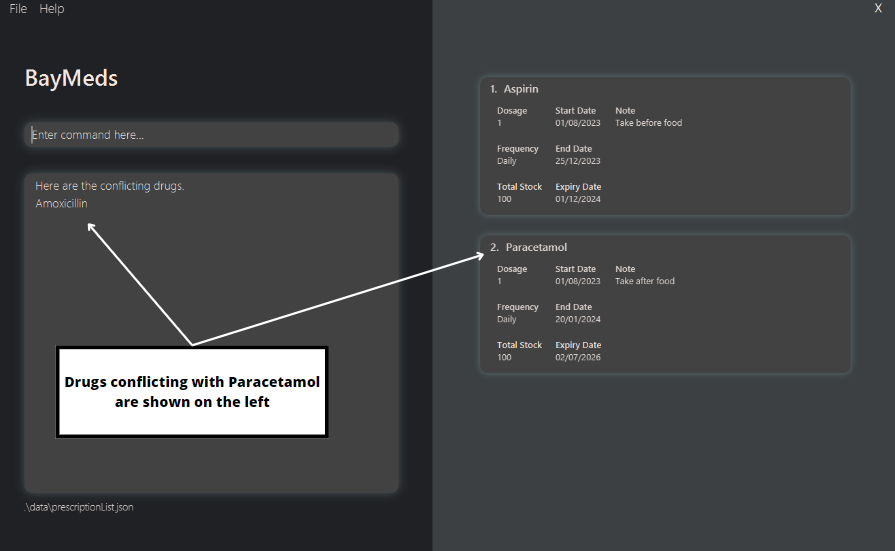 File Help X
BayMeds
Enter command here...
Here are the conflicting drugs.
Amoxicillin
Drugs conflicting with Paracetamol
are shown on the left
.\data\prescriptionList.json
1. Aspirin
Dosage Start Date Note
1 01/08/2023 Take before food
Frequency End Date
Daily 25/12/2023
Total Stock Expiry Date
100 01/12/2024
2. Paracetamol
Dosage Start Date Note
1 01/08/2023 Take after food
Frequency End Date
Daily 20/01/2024
Total Stock Expiry Date
100 02/07/2026